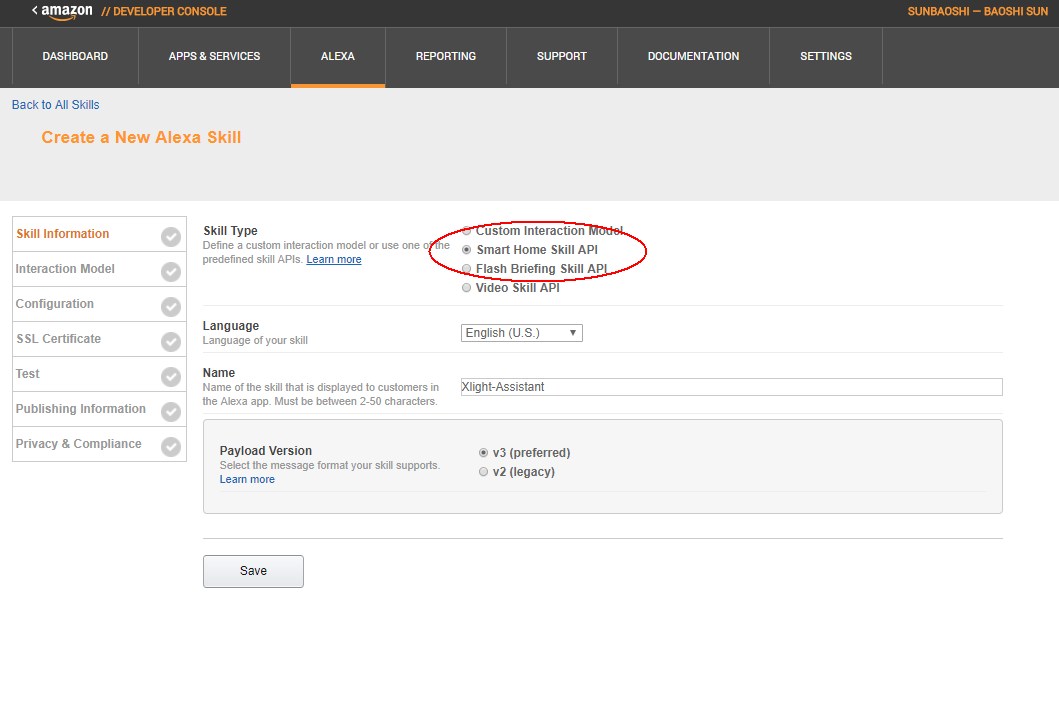 < amazon // DEVELOPER CONSOLE
SUNBAOSHI — BAOSHI SUN
DASHBOARD
APPS & SERVICES
ALEXA
REPORTING
SUPPORT
DOCUMENTATION
SETTINGS
Back to All Skills
Create a New Alexa Skill
Skill Information
Interaction Model
Configuration
SSL Certificate
Test
Publishing Information
Privacy & Compliance
Skill Type
Define a custom interaction model or use one of the
predefined skill APIs. Learn more
Custom Interaction Model
Smart Home Skill API
Flash Briefing Skill API
Video Skill API
Language
Language of your skill
English (U.S.)
Name
Name of the skill that is displayed to customers in
the Alexa app. Must be between 2-50 characters.
Xlight-Assistant
Payload Version
Select the message format your skill supports.
Learn more
v3 (preferred)
v2 (legacy)
Save